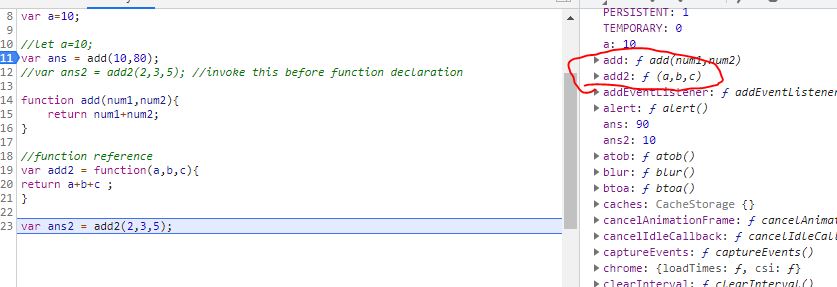 8 var a=10;
9
10 //let a=10;
11 var ans = add(10,80);
12 //var ans2 = add2(2,3,5); //invoke this before function declaration
13
14 function add(num1,num2){
15     return num1+num2;
16 }
17
18 //function reference
19 var add2 = function(a,b,c){
20 return a+b+c ;
21 }
22
23 var ans2 = add2(2,3,5);
PERSISTENT: 1
TEMPORARY: 0
a: 10
add: ƒ add(num1,num2)
add2: ƒ (a,b,c)
addEventListener: ƒ addEventListener
alert: ƒ alert()
ans: 90
ans2: 10
atob: ƒ atob()
blur: ƒ blur()
btoa: ƒ btoa()
caches: CacheStorage {}
cancelAnimationFrame: ƒ cancelAnima
cancelIdleCallback: ƒ cancelIdleCal
captureEvents: ƒ captureEvents()
chrome: {loadTimes: ƒ, csi: ƒ}
clearInterval: ƒ clearInterval()